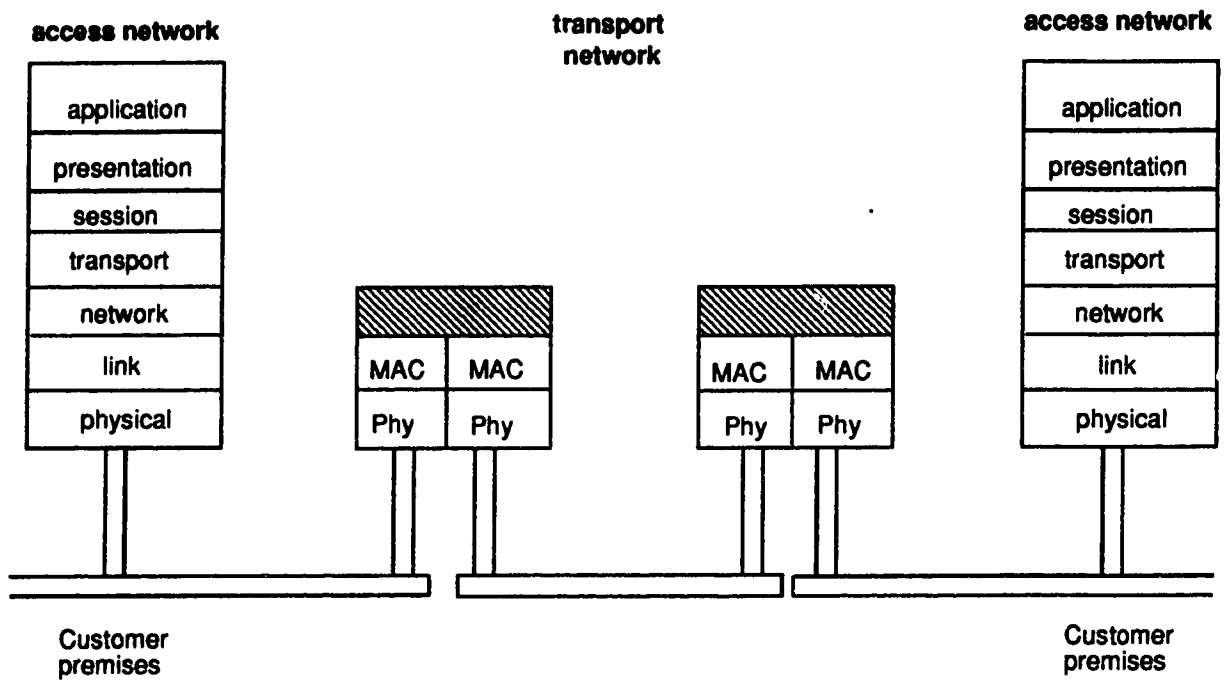 access network
transport
network
access network
application
presentation
session
transport
network
link
physical
MAC MAC
Phy Phy
MAC MAC
Phy Phy
application
presentation
session
transport
network
link
physical
Customer
premises
Customer
premises